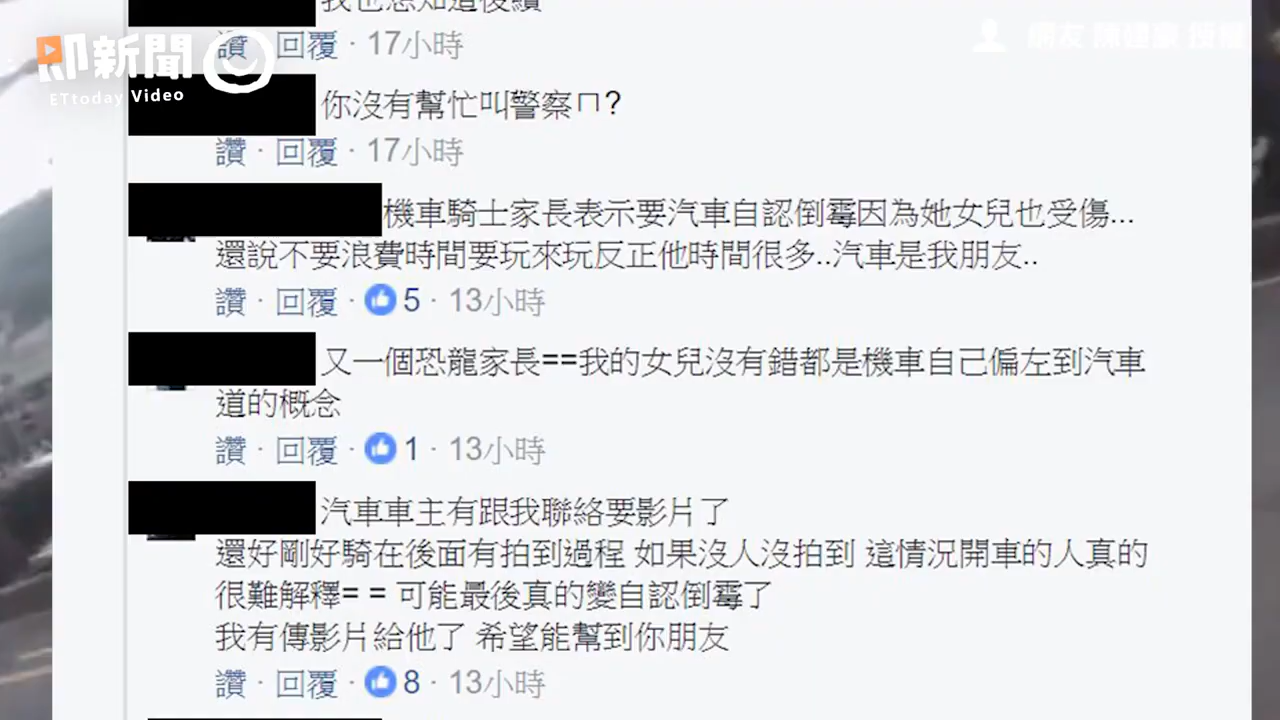 我也想知道後續
讚 · 回覆 · 17小時
即新聞
ETtoday Video
你沒有幫忙叫警察ㄇ?
讚 · 回覆 · 17小時
機車騎士家長表示要汽車自認倒霉因為她女兒也受傷...
還說不要浪費時間要玩來玩反正他時間很多..汽車是我朋友..
讚 · 回覆 · 5 · 13小時
又一個恐龍家長==我的女兒沒有錯都是機車自己偏左到汽車
道的概念
讚 · 回覆 · 1 · 13小時
汽車車主有跟我聯絡要影片了
還好剛好騎在後面有拍到過程 如果沒人沒拍到 這情況開車的人真的
很難解釋= = 可能最後真的變自認倒霉了
我有傳影片給他了 希望能幫到你朋友
讚 · 回覆 · 8 · 13小時